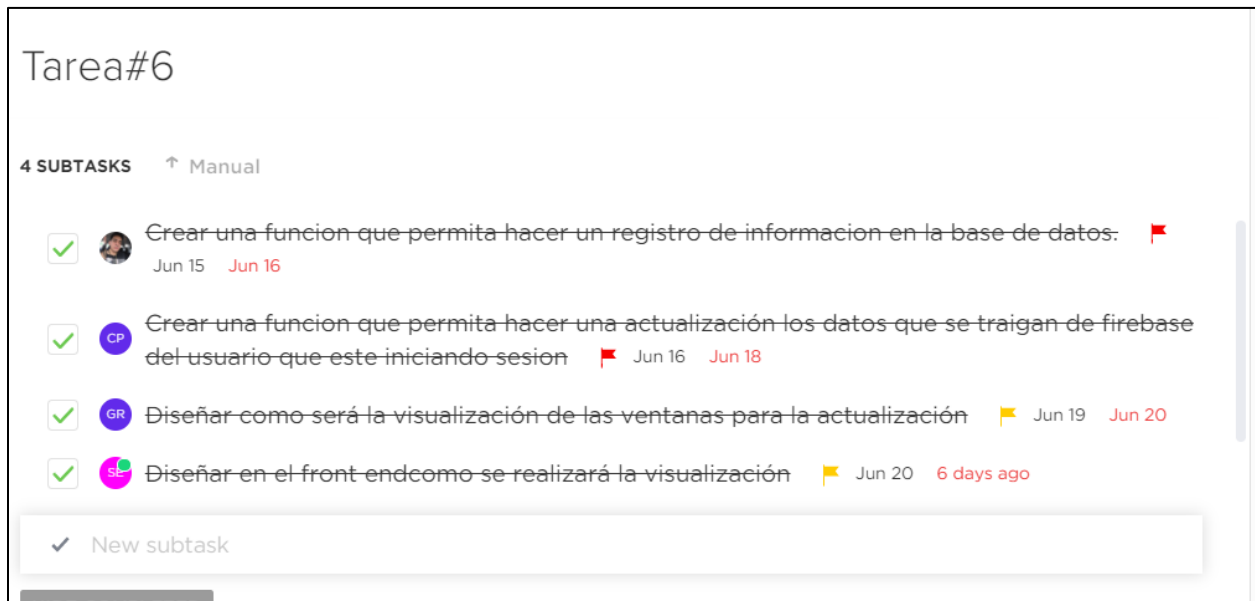 Tarea#6
4 SUBTASKS ↑ Manual
Crear una funcion que permita hacer un registro de informacion en la base de datos.
Jun 15 Jun 16
CP Crear una funcion que permita hacer una actualización los datos que se traigan de firebase
del usuario que este iniciando sesion Jun 16 Jun 18
GR Diseñar como será la visualización de las ventanas para la actualización Jun 19 Jun 20
Diseñar en el front endcomo se realizará la visualización Jun 20 6 days ago
New subtask